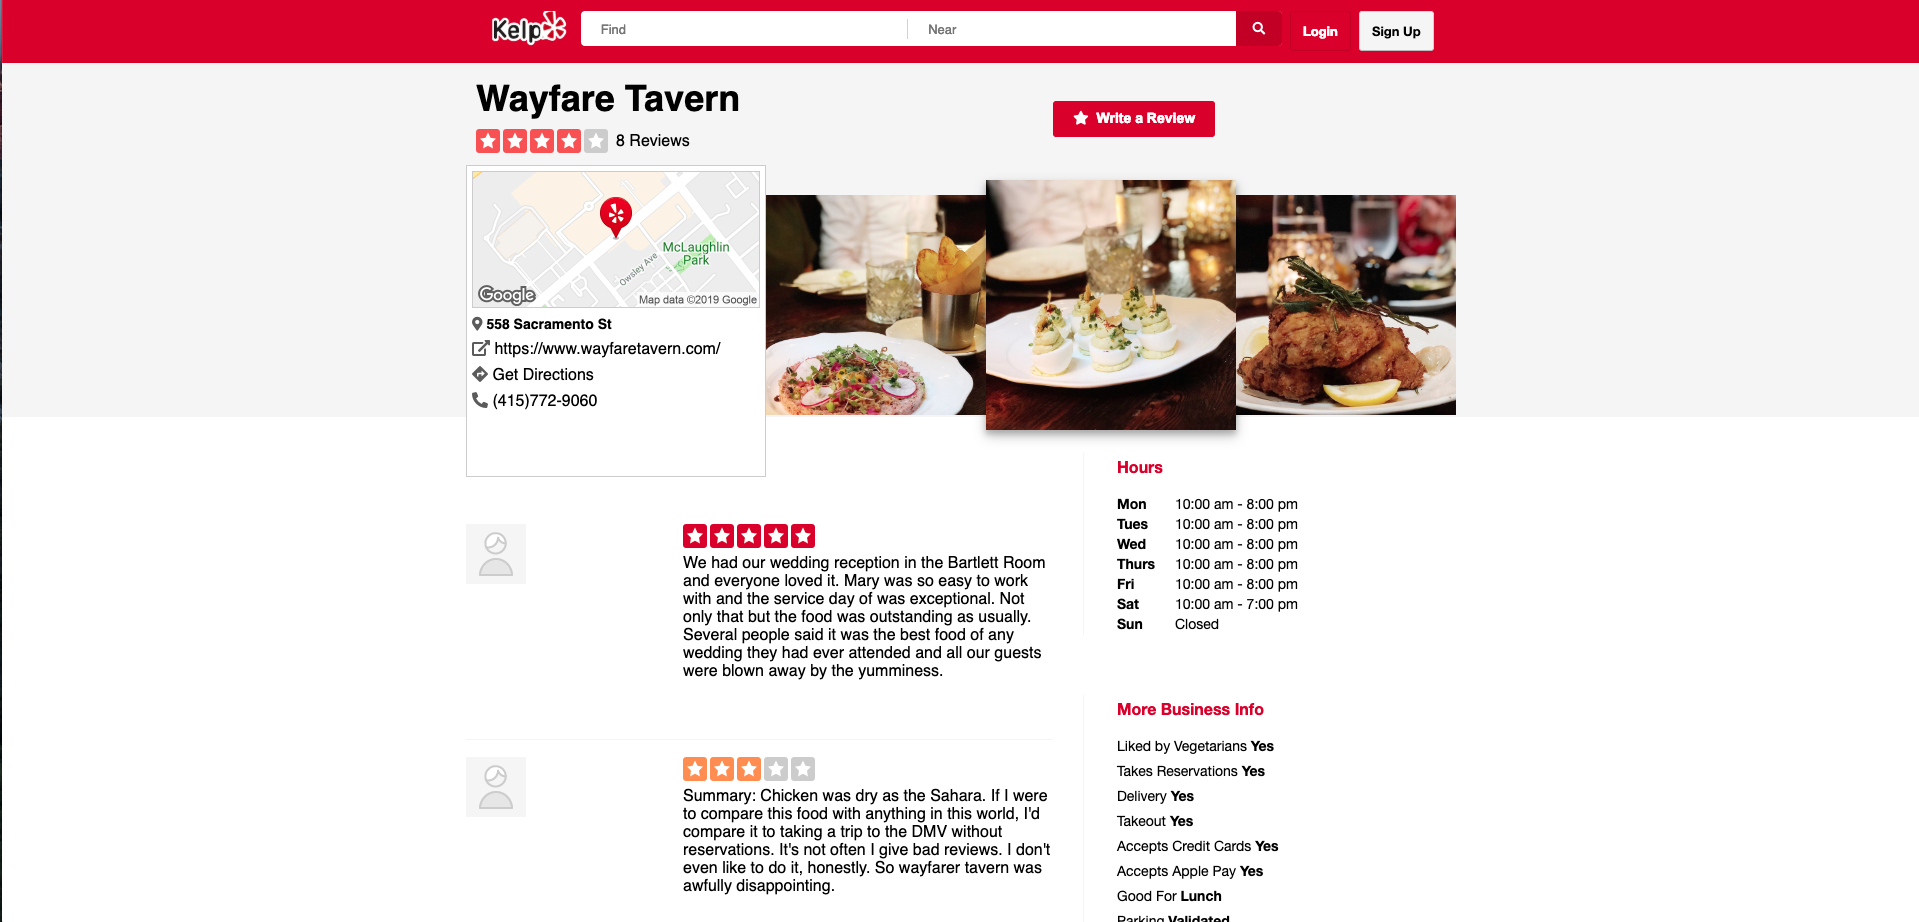 Kelp
Find
Near
Login
Sign Up
Wayfare Tavern
Write a Review
8 Reviews
McLaughlin
Park
Owsley Ave
Google
Map data ©2019 Google
558 Sacramento St
https://www.wayfaretavern.com/
Get Directions
(415)772-9060
We had our wedding reception in the Bartlett Room
and everyone loved it. Mary was so easy to work
with and the service day of was exceptional. Not
only that but the food was outstanding as usually.
Several people said it was the best food of any
wedding they had ever attended and all our guests
were blown away by the yumminess.
Summary: Chicken was dry as the Sahara. If I were
to compare this food with anything in this world, I'd
compare it to taking a trip to the DMV without
reservations. It's not often I give bad reviews. I don't
even like to do it, honestly. So wayfarer tavern was
awfully disappointing.
Hours
Mon 10:00 am - 8:00 pm
Tues 10:00 am - 8:00 pm
Wed 10:00 am - 8:00 pm
Thurs 10:00 am - 8:00 pm
Fri 10:00 am - 8:00 pm
Sat 10:00 am - 7:00 pm
Sun Closed
More Business Info
Liked by Vegetarians Yes
Takes Reservations Yes
Delivery Yes
Takeout Yes
Accepts Credit Cards Yes
Accepts Apple Pay Yes
Good For Lunch
Parking Validated